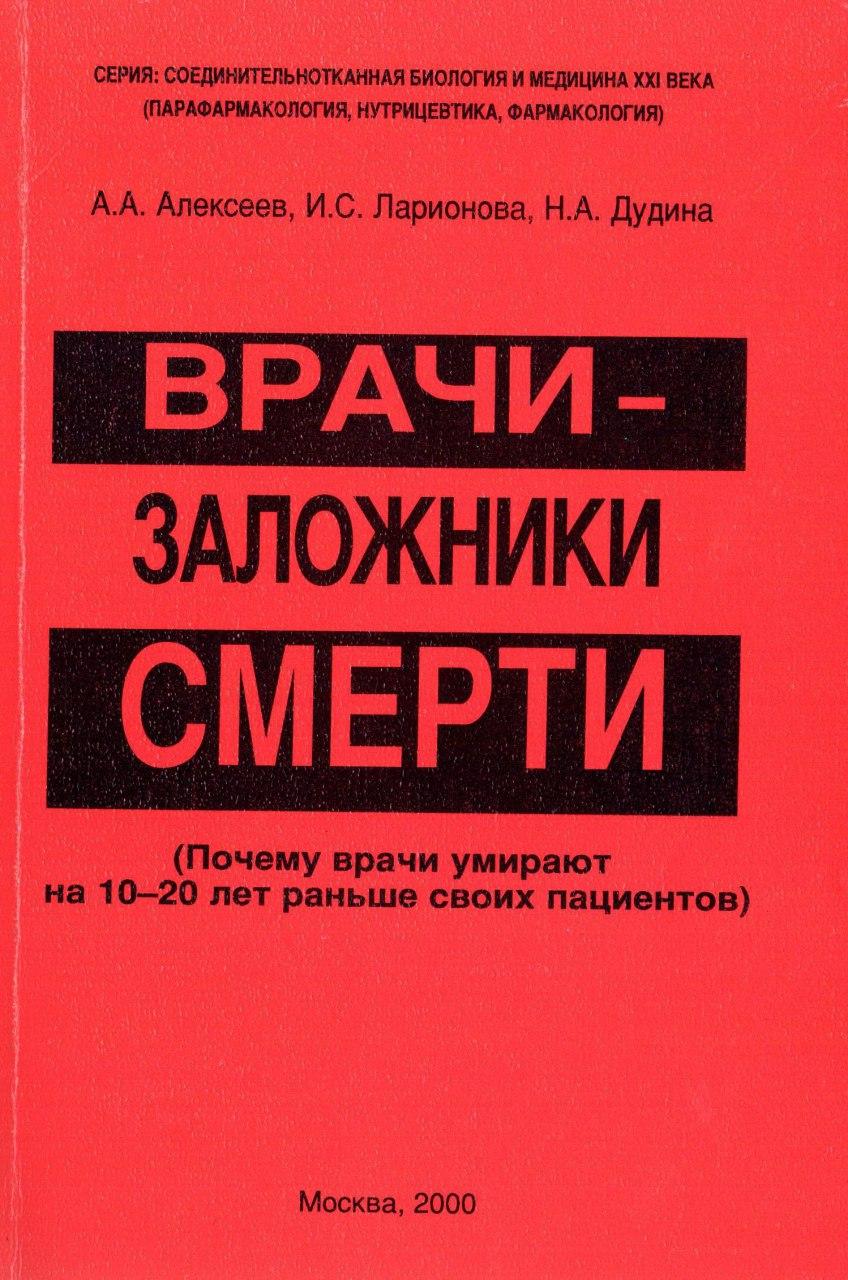 СЕРИЯ: СОЕДИНИТЕЛЬНОТКАННАЯ БИОЛОГИЯ И МЕДИЦИНА XXI ВЕКА
(ПАРАФАРМАКОЛОГИЯ, НУТРИЦЕВТИКА, ФАРМАКОЛОГИЯ)
А.А. Алексеев, И.С. Ларионова, Н.А. Дудина
ВРАЧИ –
ЗАЛОЖНИКИ
СМЕРТИ
(Почему врачи умирают
на 10–20 лет раньше своих пациентов)
Москва, 2000